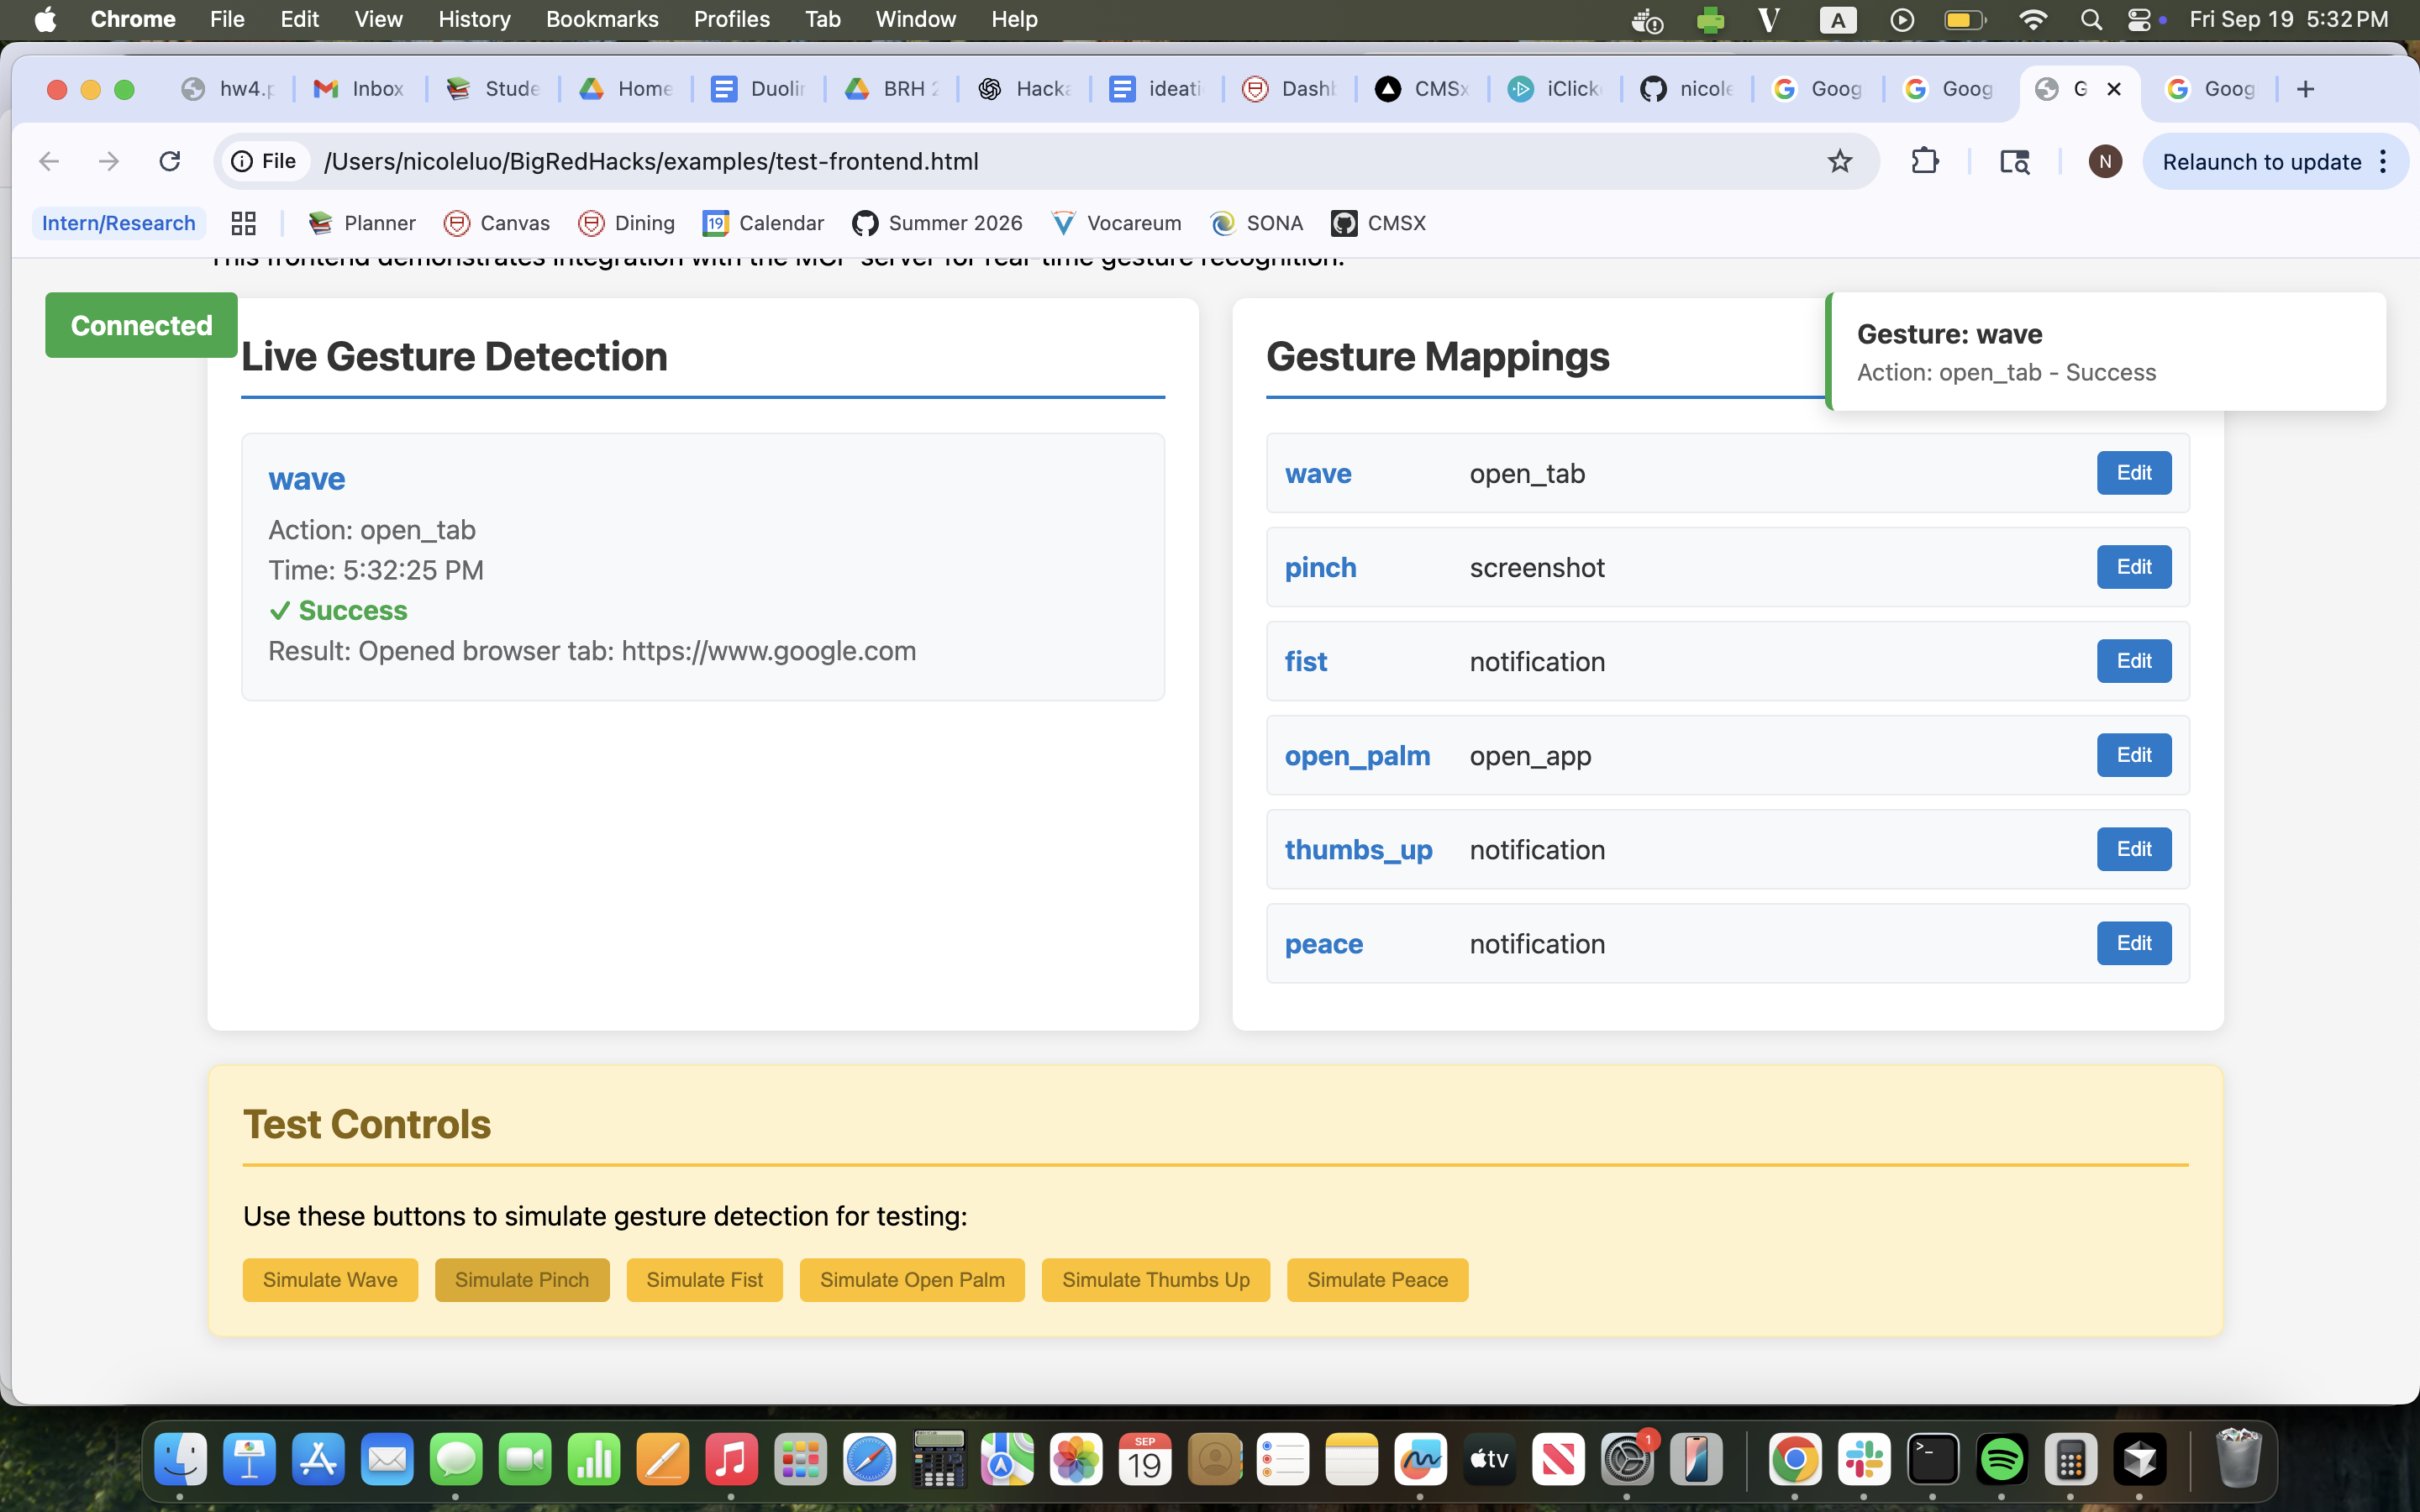 Chrome File Edit View History Bookmarks Profiles Tab Window Help
A Fri Sep 19 5:32 PM
hw4.p Inbox Stude Home Duolin BRH 2 Hacka ideati Dashb CMSx iClick nicole Goog Goog G Goog
File /Users/nicoleluo/BigRedHacks/examples/test-frontend.html
N Relaunch to update
Intern/Research Planner Canvas Dining 19 Calendar Summer 2026 Vocareum SONA CMSX
This frontend demonstrates integration with the MCP server for real-time gesture recognition.
Connected
Live Gesture Detection
wave
Action: open_tab
Time: 5:32:25 PM
✓ Success
Result: Opened browser tab: https://www.google.com
Gesture Mappings
Gesture: wave
Action: open_tab - Success
wave open_tab Edit
pinch screenshot Edit
fist notification Edit
open_palm open_app Edit
thumbs_up notification Edit
peace notification Edit
Test Controls
Use these buttons to simulate gesture detection for testing:
Simulate Wave Simulate Pinch Simulate Fist Simulate Open Palm Simulate Thumbs Up Simulate Peace
SEP
19
tv
1